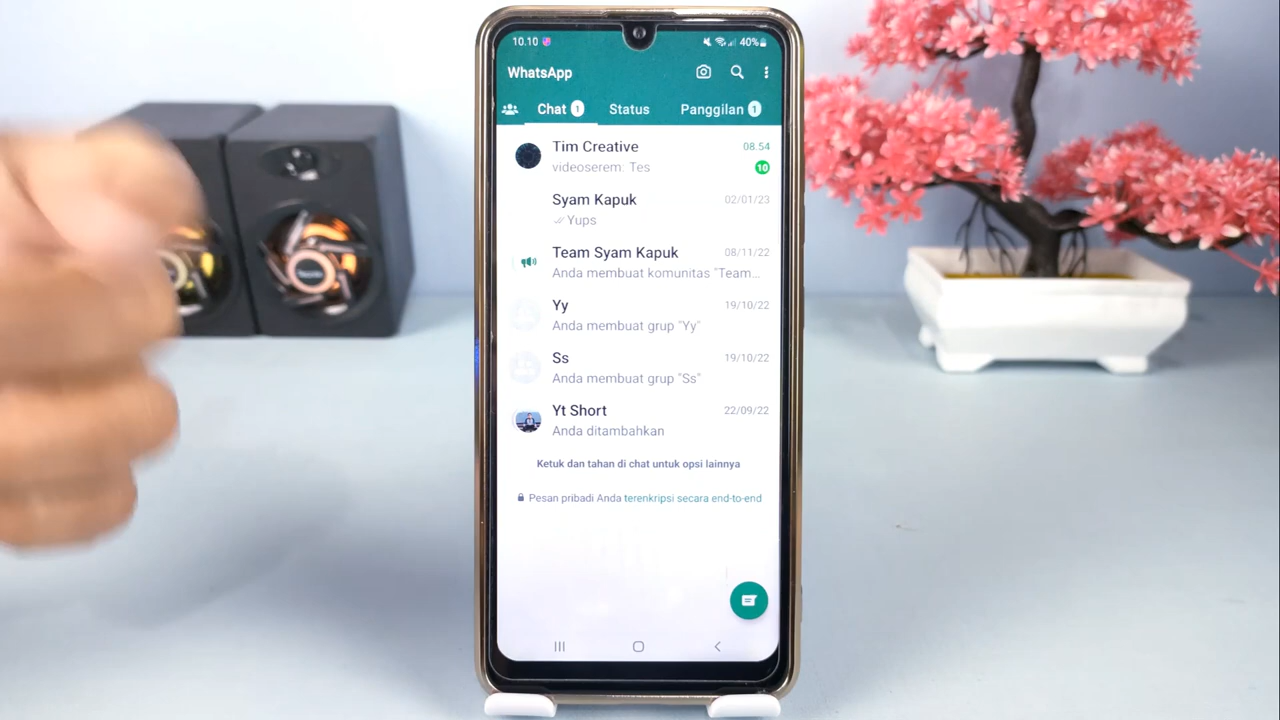 10.10 40%
WhatsApp
Chat 1 Status Panggilan 1
Tim Creative 08.54
videoserem: Tes 10
Syam Kapuk 02/01/23
Yups
Team Syam Kapuk 08/11/22
Anda membuat komunitas "Team...
Yy 19/10/22
Anda membuat grup "Yy"
Ss 19/10/22
Anda membuat grup "Ss"
Yt Short 22/09/22
Anda ditambahkan
Ketuk dan tahan di chat untuk opsi lainnya
Pesan pribadi Anda terenkripsi secara end-to-end